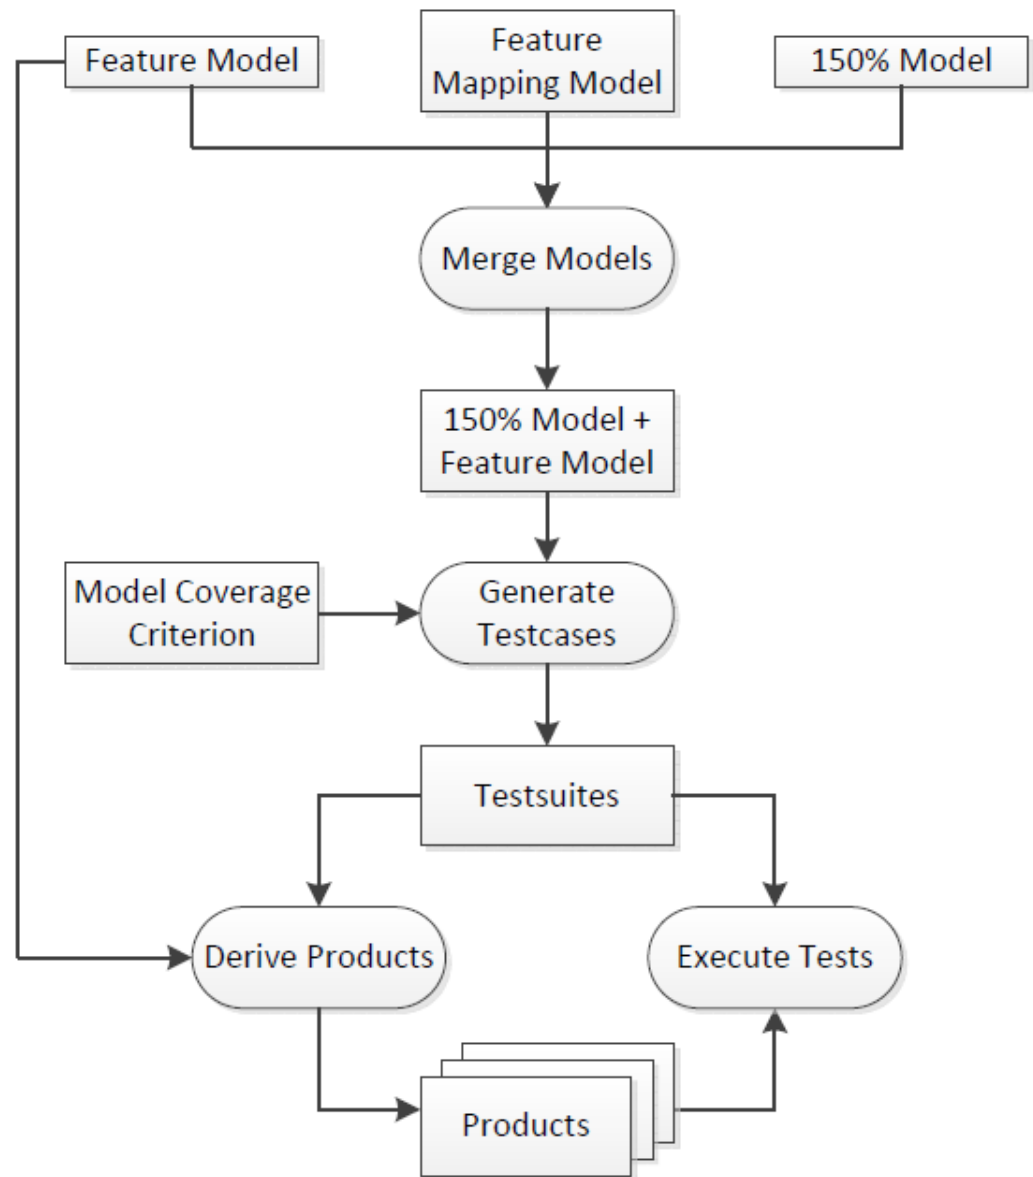 Feature Model
Feature
Mapping Model
150% Model
Merge Models
150% Model +
Feature Model
Model Coverage
Criterion
Generate
Testcases
Testsuites
Derive Products
Execute Tests
Products